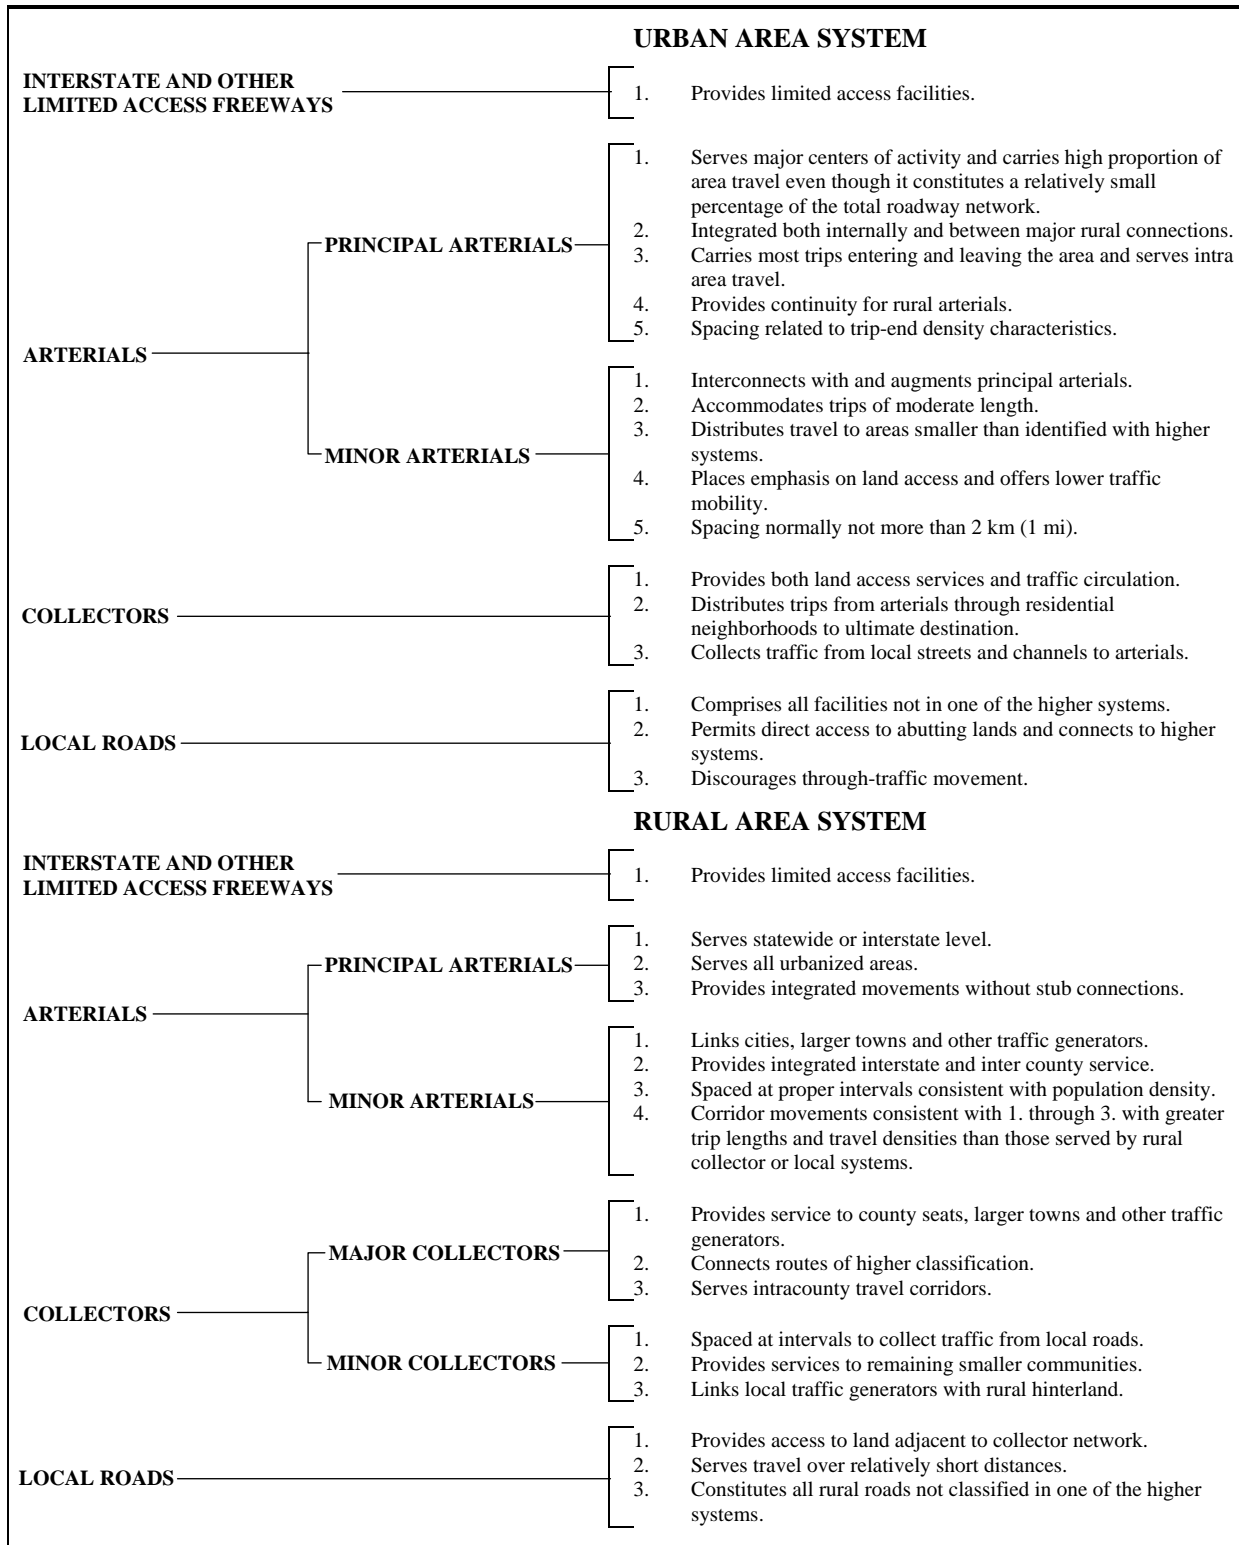 URBAN AREA SYSTEM
INTERSTATE AND OTHER
LIMITED ACCESS FREEWAYS
1. Provides limited access facilities.
ARTERIALS
PRINCIPAL ARTERIALS
1. Serves major centers of activity and carries high proportion of
area travel even though it constitutes a relatively small
percentage of the total roadway network.
2. Integrated both internally and between major rural connections.
3. Carries most trips entering and leaving the area and serves intra
area travel.
4. Provides continuity for rural arterials.
5. Spacing related to trip-end density characteristics.
MINOR ARTERIALS
1. Interconnects with and augments principal arterials.
2. Accommodates trips of moderate length.
3. Distributes travel to areas smaller than identified with higher
systems.
4. Places emphasis on land access and offers lower traffic
mobility.
5. Spacing normally not more than 2 km (1 mi).
COLLECTORS
1. Provides both land access services and traffic circulation.
2. Distributes trips from arterials through residential
neighborhoods to ultimate destination.
3. Collects traffic from local streets and channels to arterials.
LOCAL ROADS
1. Comprises all facilities not in one of the higher systems.
2. Permits direct access to abutting lands and connects to higher
systems.
3. Discourages through-traffic movement.
RURAL AREA SYSTEM
INTERSTATE AND OTHER
LIMITED ACCESS FREEWAYS
1. Provides limited access facilities.
ARTERIALS
PRINCIPAL ARTERIALS
1. Serves statewide or interstate level.
2. Serves all urbanized areas.
3. Provides integrated movements without stub connections.
MINOR ARTERIALS
1. Links cities, larger towns and other traffic generators.
2. Provides integrated interstate and inter county service.
3. Spaced at proper intervals consistent with population density.
4. Corridor movements consistent with 1. through 3. with greater
trip lengths and travel densities than those served by rural
collector or local systems.
COLLECTORS
MAJOR COLLECTORS
1. Provides service to county seats, larger towns and other traffic
generators.
2. Connects routes of higher classification.
3. Serves intracounty travel corridors.
MINOR COLLECTORS
1. Spaced at intervals to collect traffic from local roads.
2. Provides services to remaining smaller communities.
3. Links local traffic generators with rural hinterland.
LOCAL ROADS
1. Provides access to land adjacent to collector network.
2. Serves travel over relatively short distances.
3. Constitutes all rural roads not classified in one of the higher
systems.